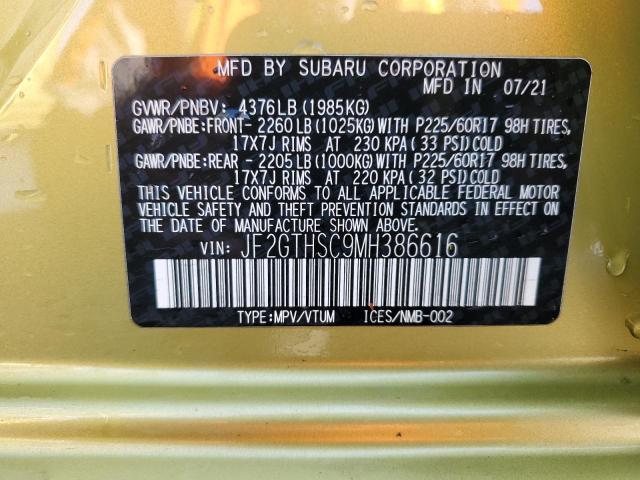 MFD BY SUBARU CORPORATION
MFD IN 07/21
GVWR/PNBV: 4376LB (1985KG)
GAWR/PNBE:FRONT- 2260 LB (1025KG) WITH P225/60R17 98H TIRES,
17X7J RIMS AT 230 KPA ( 33 PSI) COLD
GAWR/PNBE:REAR - 2205 LB (1000KG) WITH P225/60R17 98H TIRES,
17X7J RIMS AT 220 KPA ( 32 PSI) COLD
THIS VEHICLE CONFORMS TO ALL APPLICABLE FEDERAL MOTOR
VEHICLE SAFETY AND THEFT PREVENTION STANDARDS IN EFFECT ON
THE DATE OF MANUFACTURE SHOWN ABOVE.
VIN: JF2GTHSC9MH386616
TYPE:MPV/VTUM ICES/NMB-002